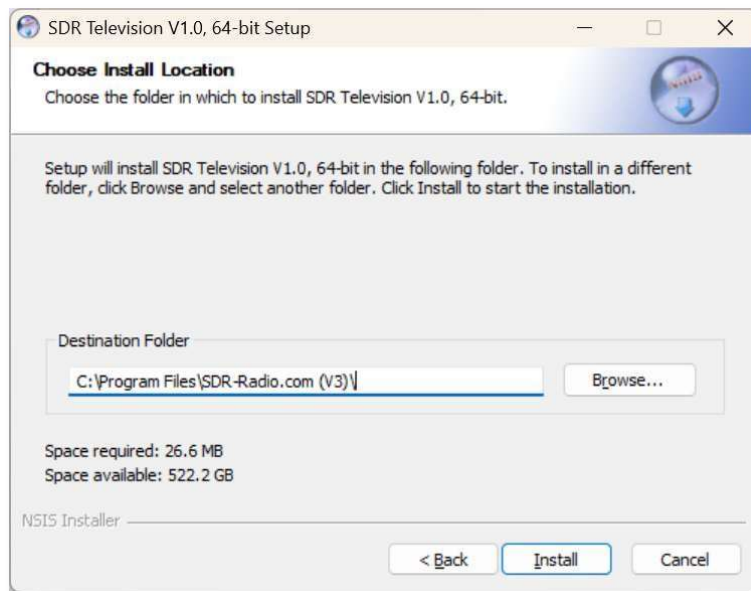 SDR Television V1.0, 64-bit Setup
Choose Install Location
Choose the folder in which to install SDR Television V1.0, 64-bit.
Setup will install SDR Television V1.0, 64-bit in the following folder. To install in a different
folder, click Browse and select another folder. Click Install to start the installation.
Destination Folder
C:\Program Files\SDR-Radio.com (V3)\
Browse...
Space required: 26.6 MB
Space available: 522.2 GB
NSIS Installer
< Back
Install
Cancel